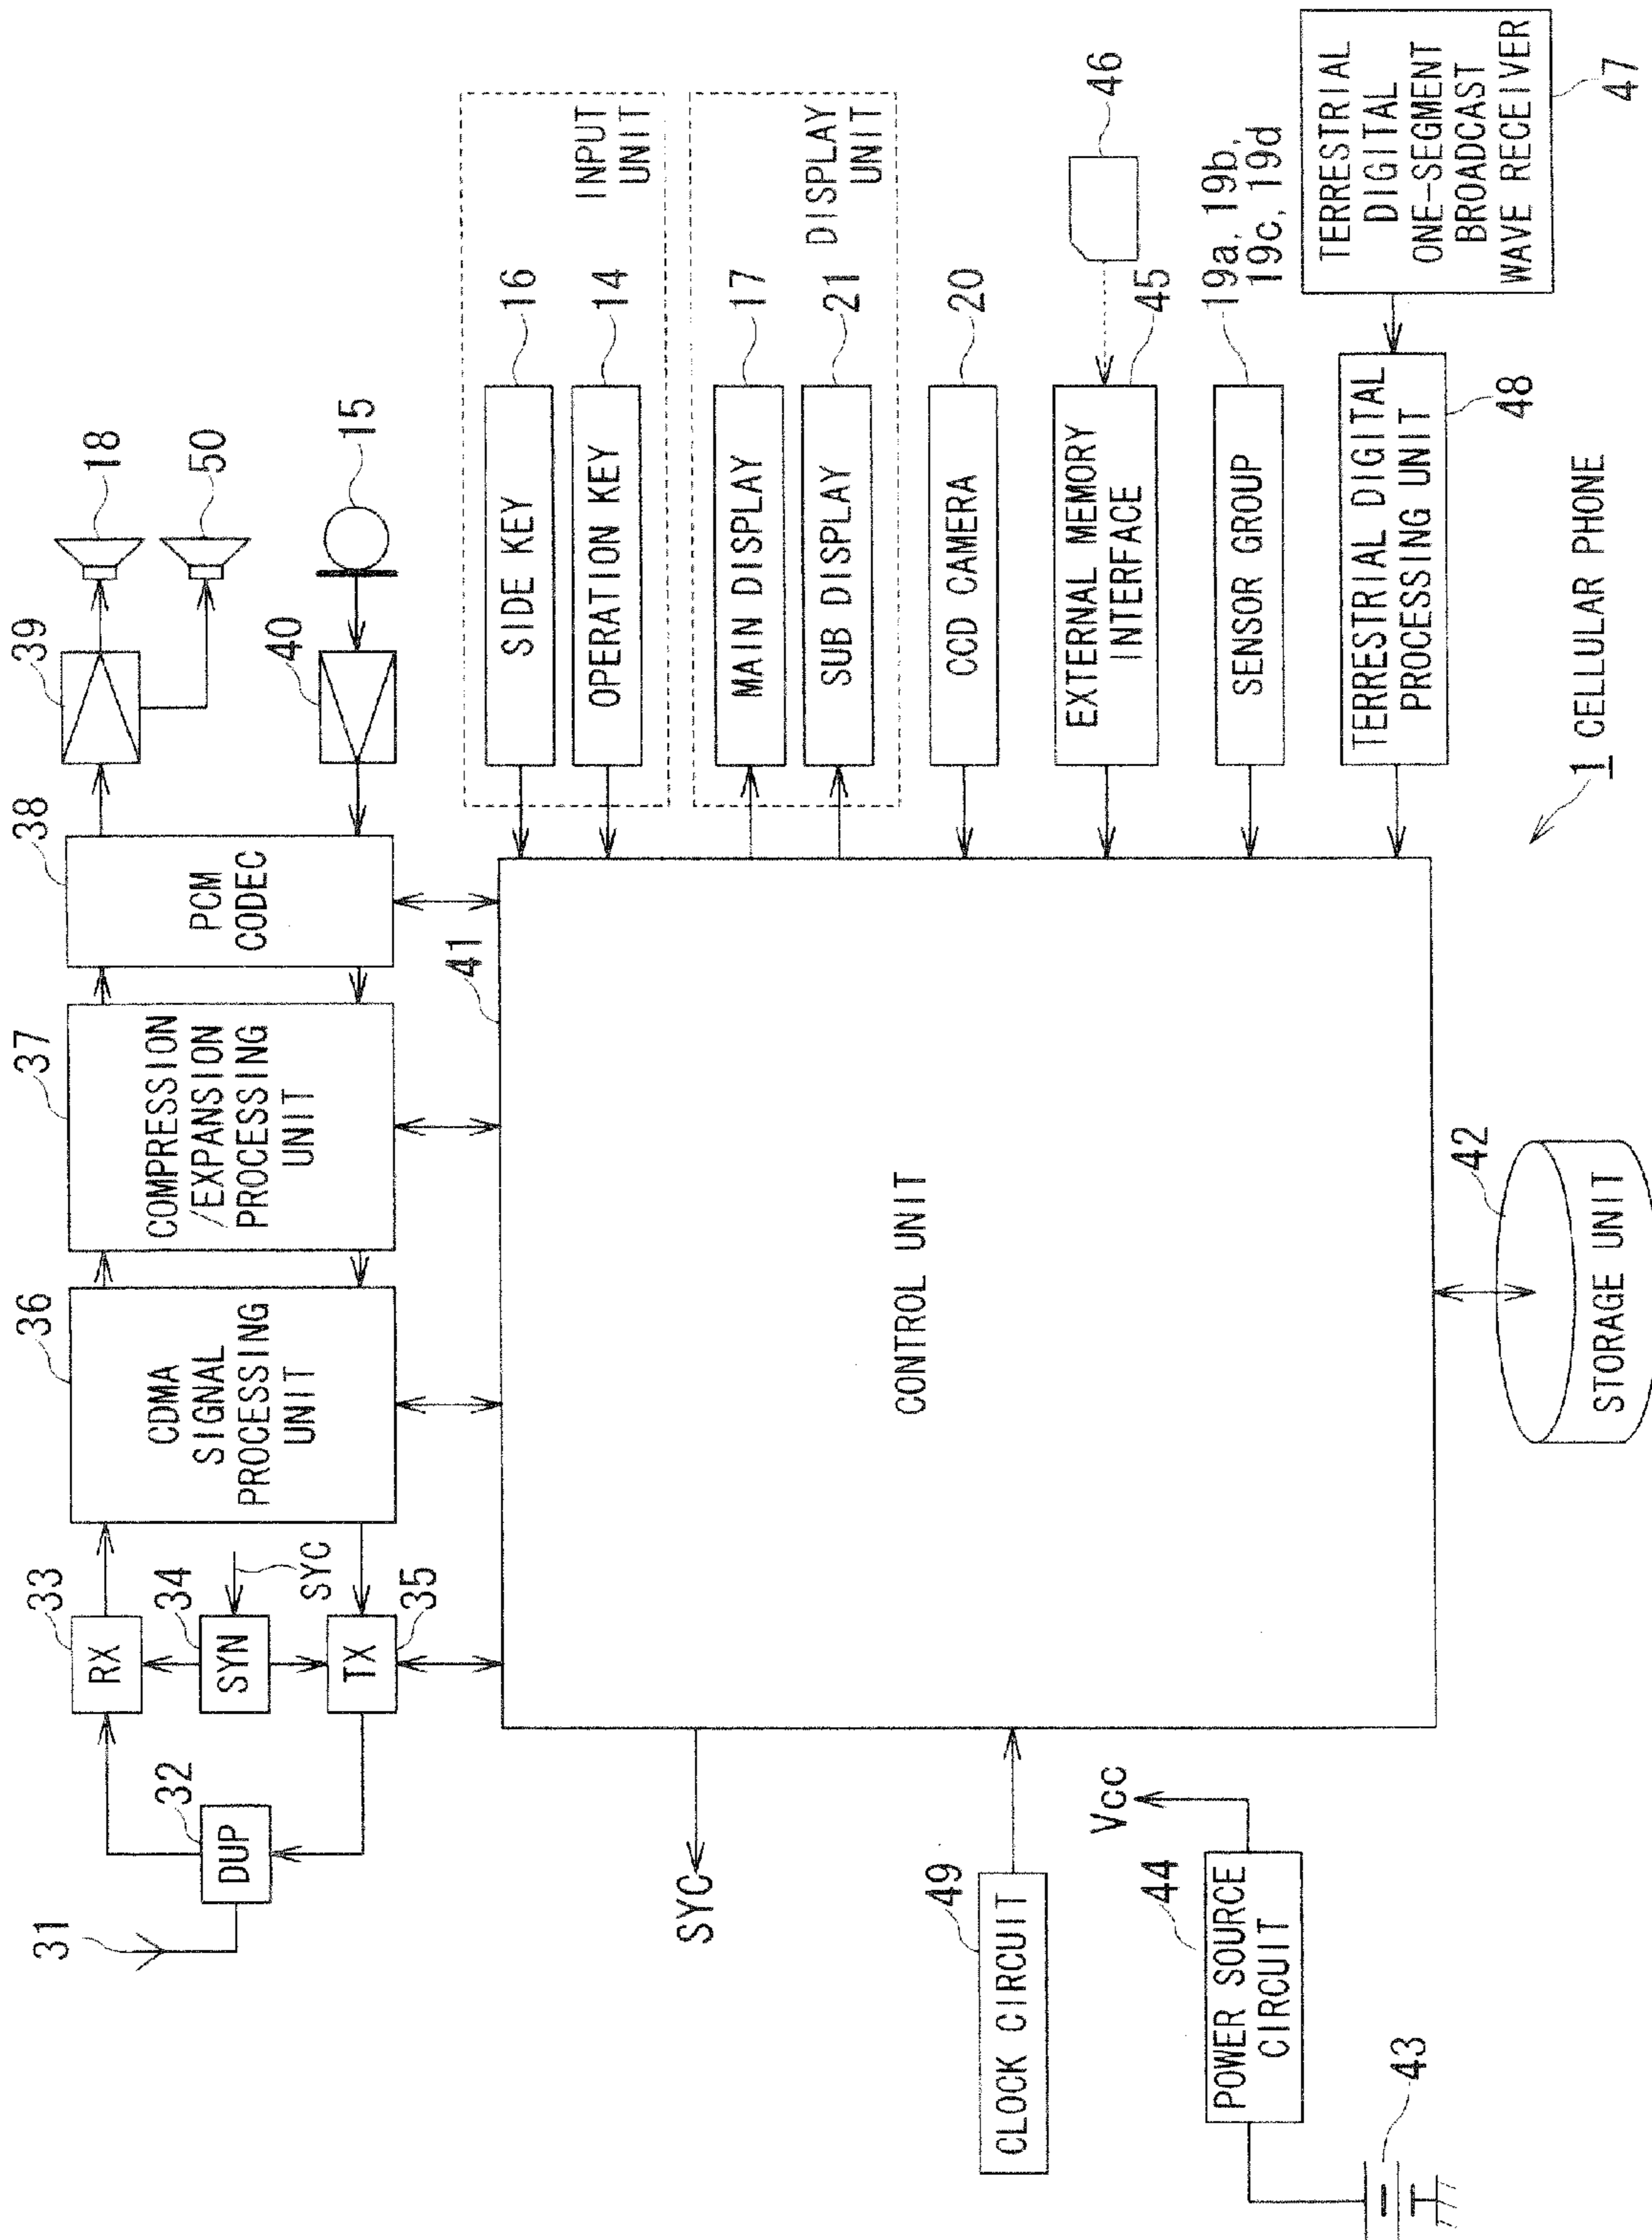 31
32
DUP
33
RX
34
SYN
SYC
35
TX
36
CDMA
SIGNAL
PROCESSING
UNIT
37
COMPRESSION
/EXPANSION
PROCESSING
UNIT
38
PCM
CODEC
39
40
18
50
15
41
CONTROL UNIT
SIDE KEY
16
OPERATION KEY
14
INPUT
UNIT
MAIN DISPLAY
17
SUB DISPLAY
21
DISPLAY
UNIT
CCD CAMERA
20
EXTERNAL MEMORY
INTERFACE
45
46
SENSOR GROUP
19a, 19b,
19c, 19d
TERRESTRIAL DIGITAL
PROCESSING UNIT
48
TERRESTRIAL
DIGITAL
ONE-SEGMENT
BROADCAST
WAVE RECEIVER
47
SYC
49
CLOCK CIRCUIT
44
Vcc
POWER SOURCE
CIRCUIT
43
42
STORAGE UNIT
1 CELLULAR PHONE